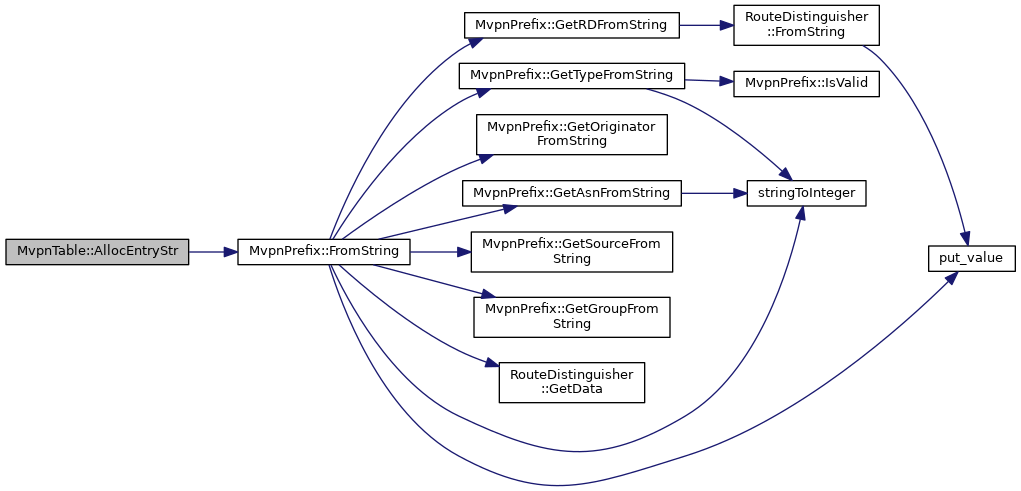 MvpnTable::AllocEntryStr
MvpnPrefix::FromString
MvpnPrefix::GetRDFromString
MvpnPrefix::GetTypeFromString
MvpnPrefix::GetOriginator
FromString
MvpnPrefix::GetAsnFromString
MvpnPrefix::GetSourceFrom
String
MvpnPrefix::GetGroupFrom
String
RouteDistinguisher
::GetData
RouteDistinguisher
::FromString
MvpnPrefix::IsValid
stringToInteger
put_value